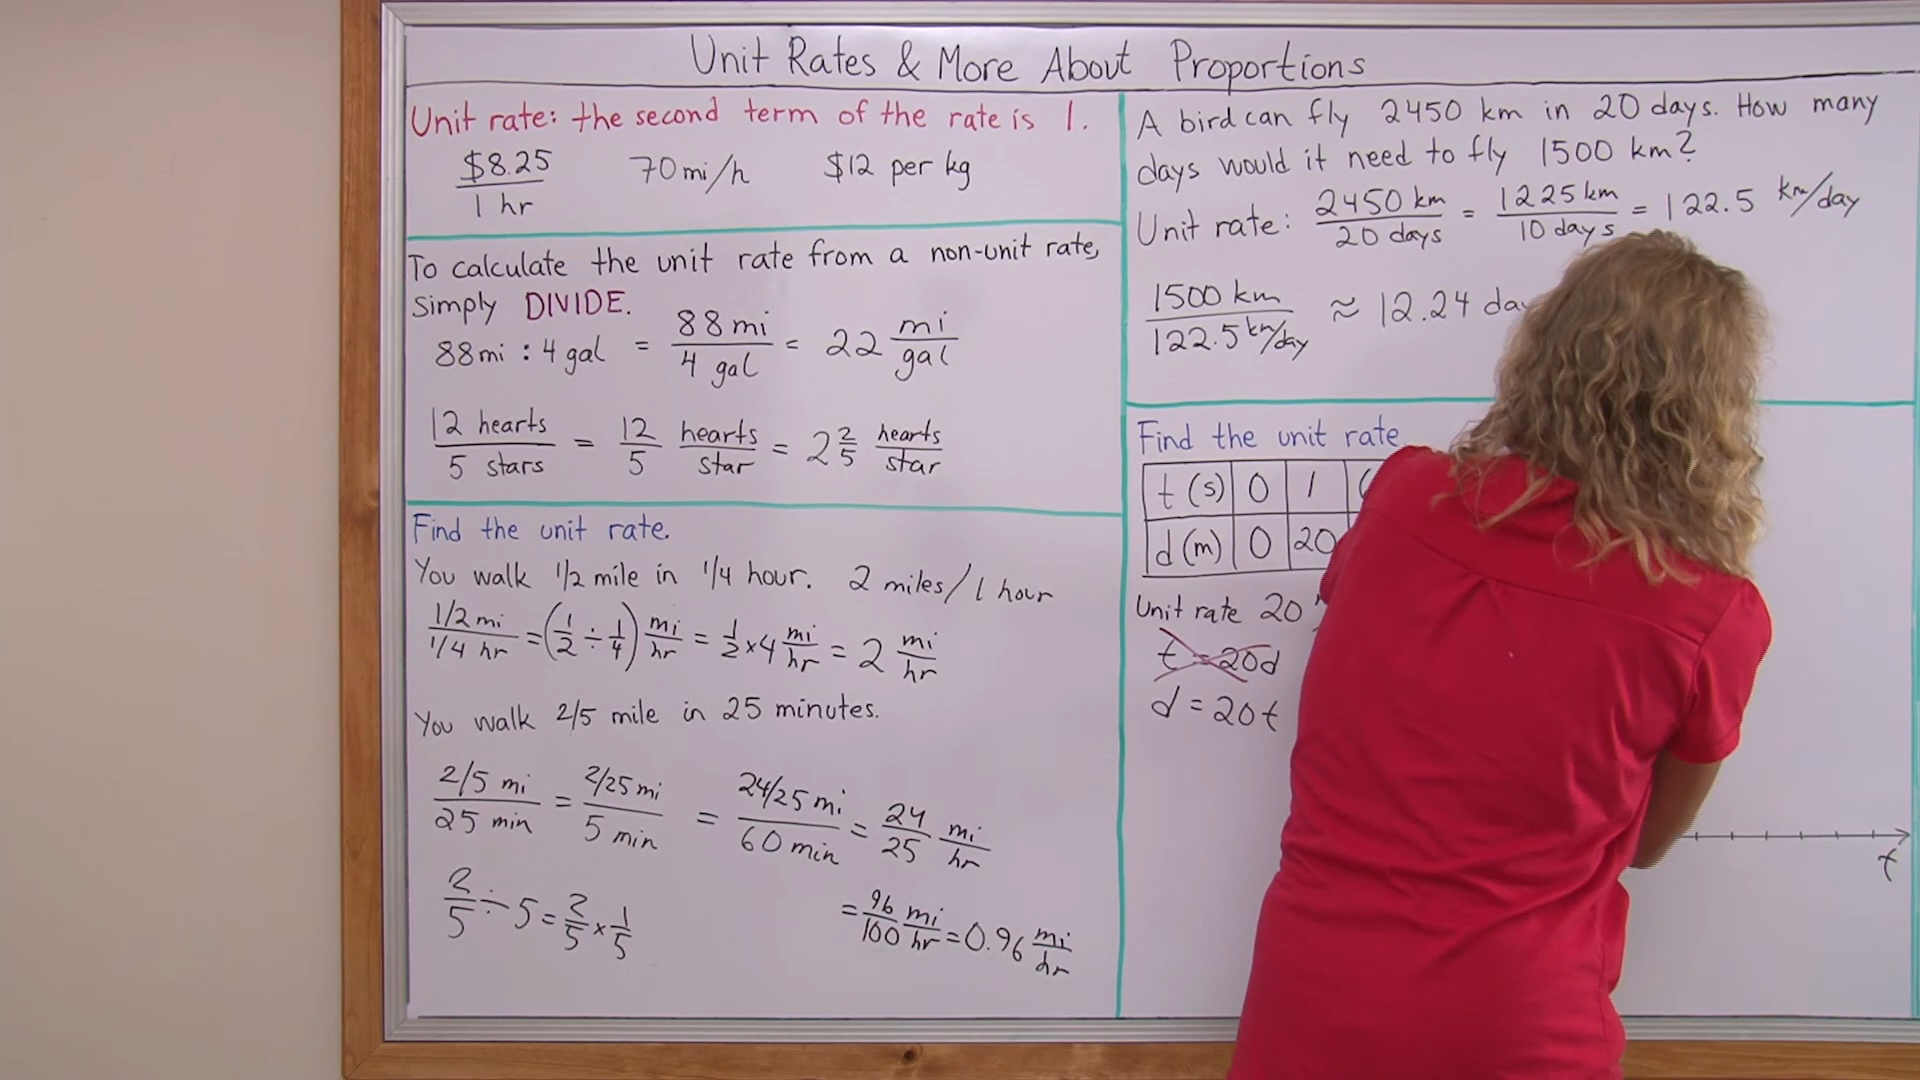 Unit Rates & More About Proportions
Unit rate: the second term of the rate is 1.
$8.25 / 1 hr 70 mi/h $12 per kg
To calculate the unit rate from a non-unit rate,
simply DIVIDE.
88mi : 4 gal = 88 mi / 4 gal = 22 mi/gal
12 hearts / 5 stars = 12/5 hearts/star = 2 2/5 hearts/star
Find the unit rate.
You walk 1/2 mile in 1/4 hour. 2 miles/1 hour
1/2 mi / 1/4 hr = (1/2 ÷ 1/4) mi/hr = 1/2 × 4 mi/hr = 2 mi/hr
You walk 2/5 mile in 25 minutes.
2/5 mi / 25 min = 2/25 mi / 5 min = 24/25 mi / 60 min = 24/25 mi/hr
2/5 ÷ 5 = 2/5 × 1/5
= 96/100 mi/hr = 0.96 mi/hr
A bird can fly 2450 km in 20 days. How many
days would it need to fly 1500 km?
Unit rate: 2450 km / 20 days = 1225 km / 10 days = 122.5 km/day
1500 km / 122.5 km/day ≈ 12.24
Find the unit rate
t (s) 0 1
d (m) 0 20
Unit rate 20
t = 20d
d = 20t
t